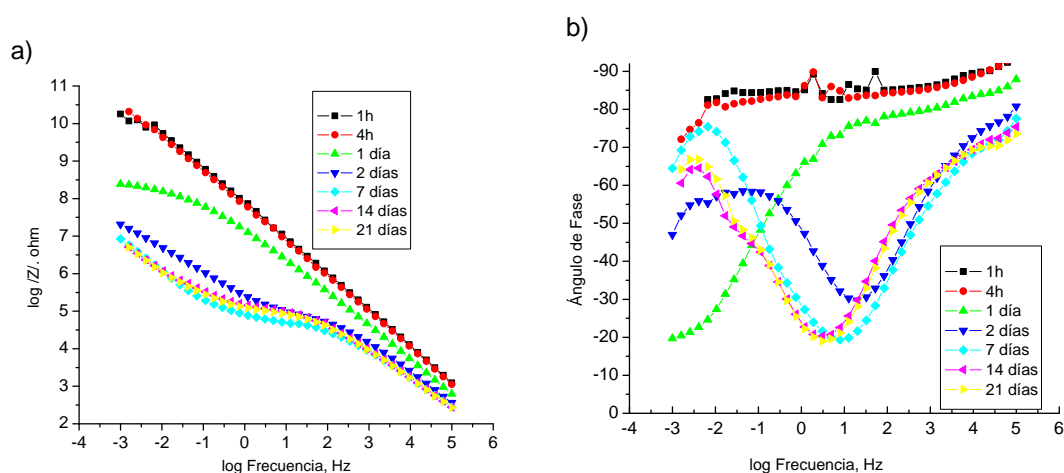 a)
11
10
9
8
7
6
5
4
3
2
log /Z/, ohm
-4 -3 -2 -1 0 1 2 3 4 5 6
log Frecuencia, Hz
1h
4h
1 día
2 días
7 días
14 días
21 días
b)
-90
-80
-70
-60
-50
-40
-30
-20
-10
0
Ángulo de Fase
-4 -3 -2 -1 0 1 2 3 4 5 6
log Frecuencia, Hz
1h
4h
1 día
2 días
7 días
14 días
21 días